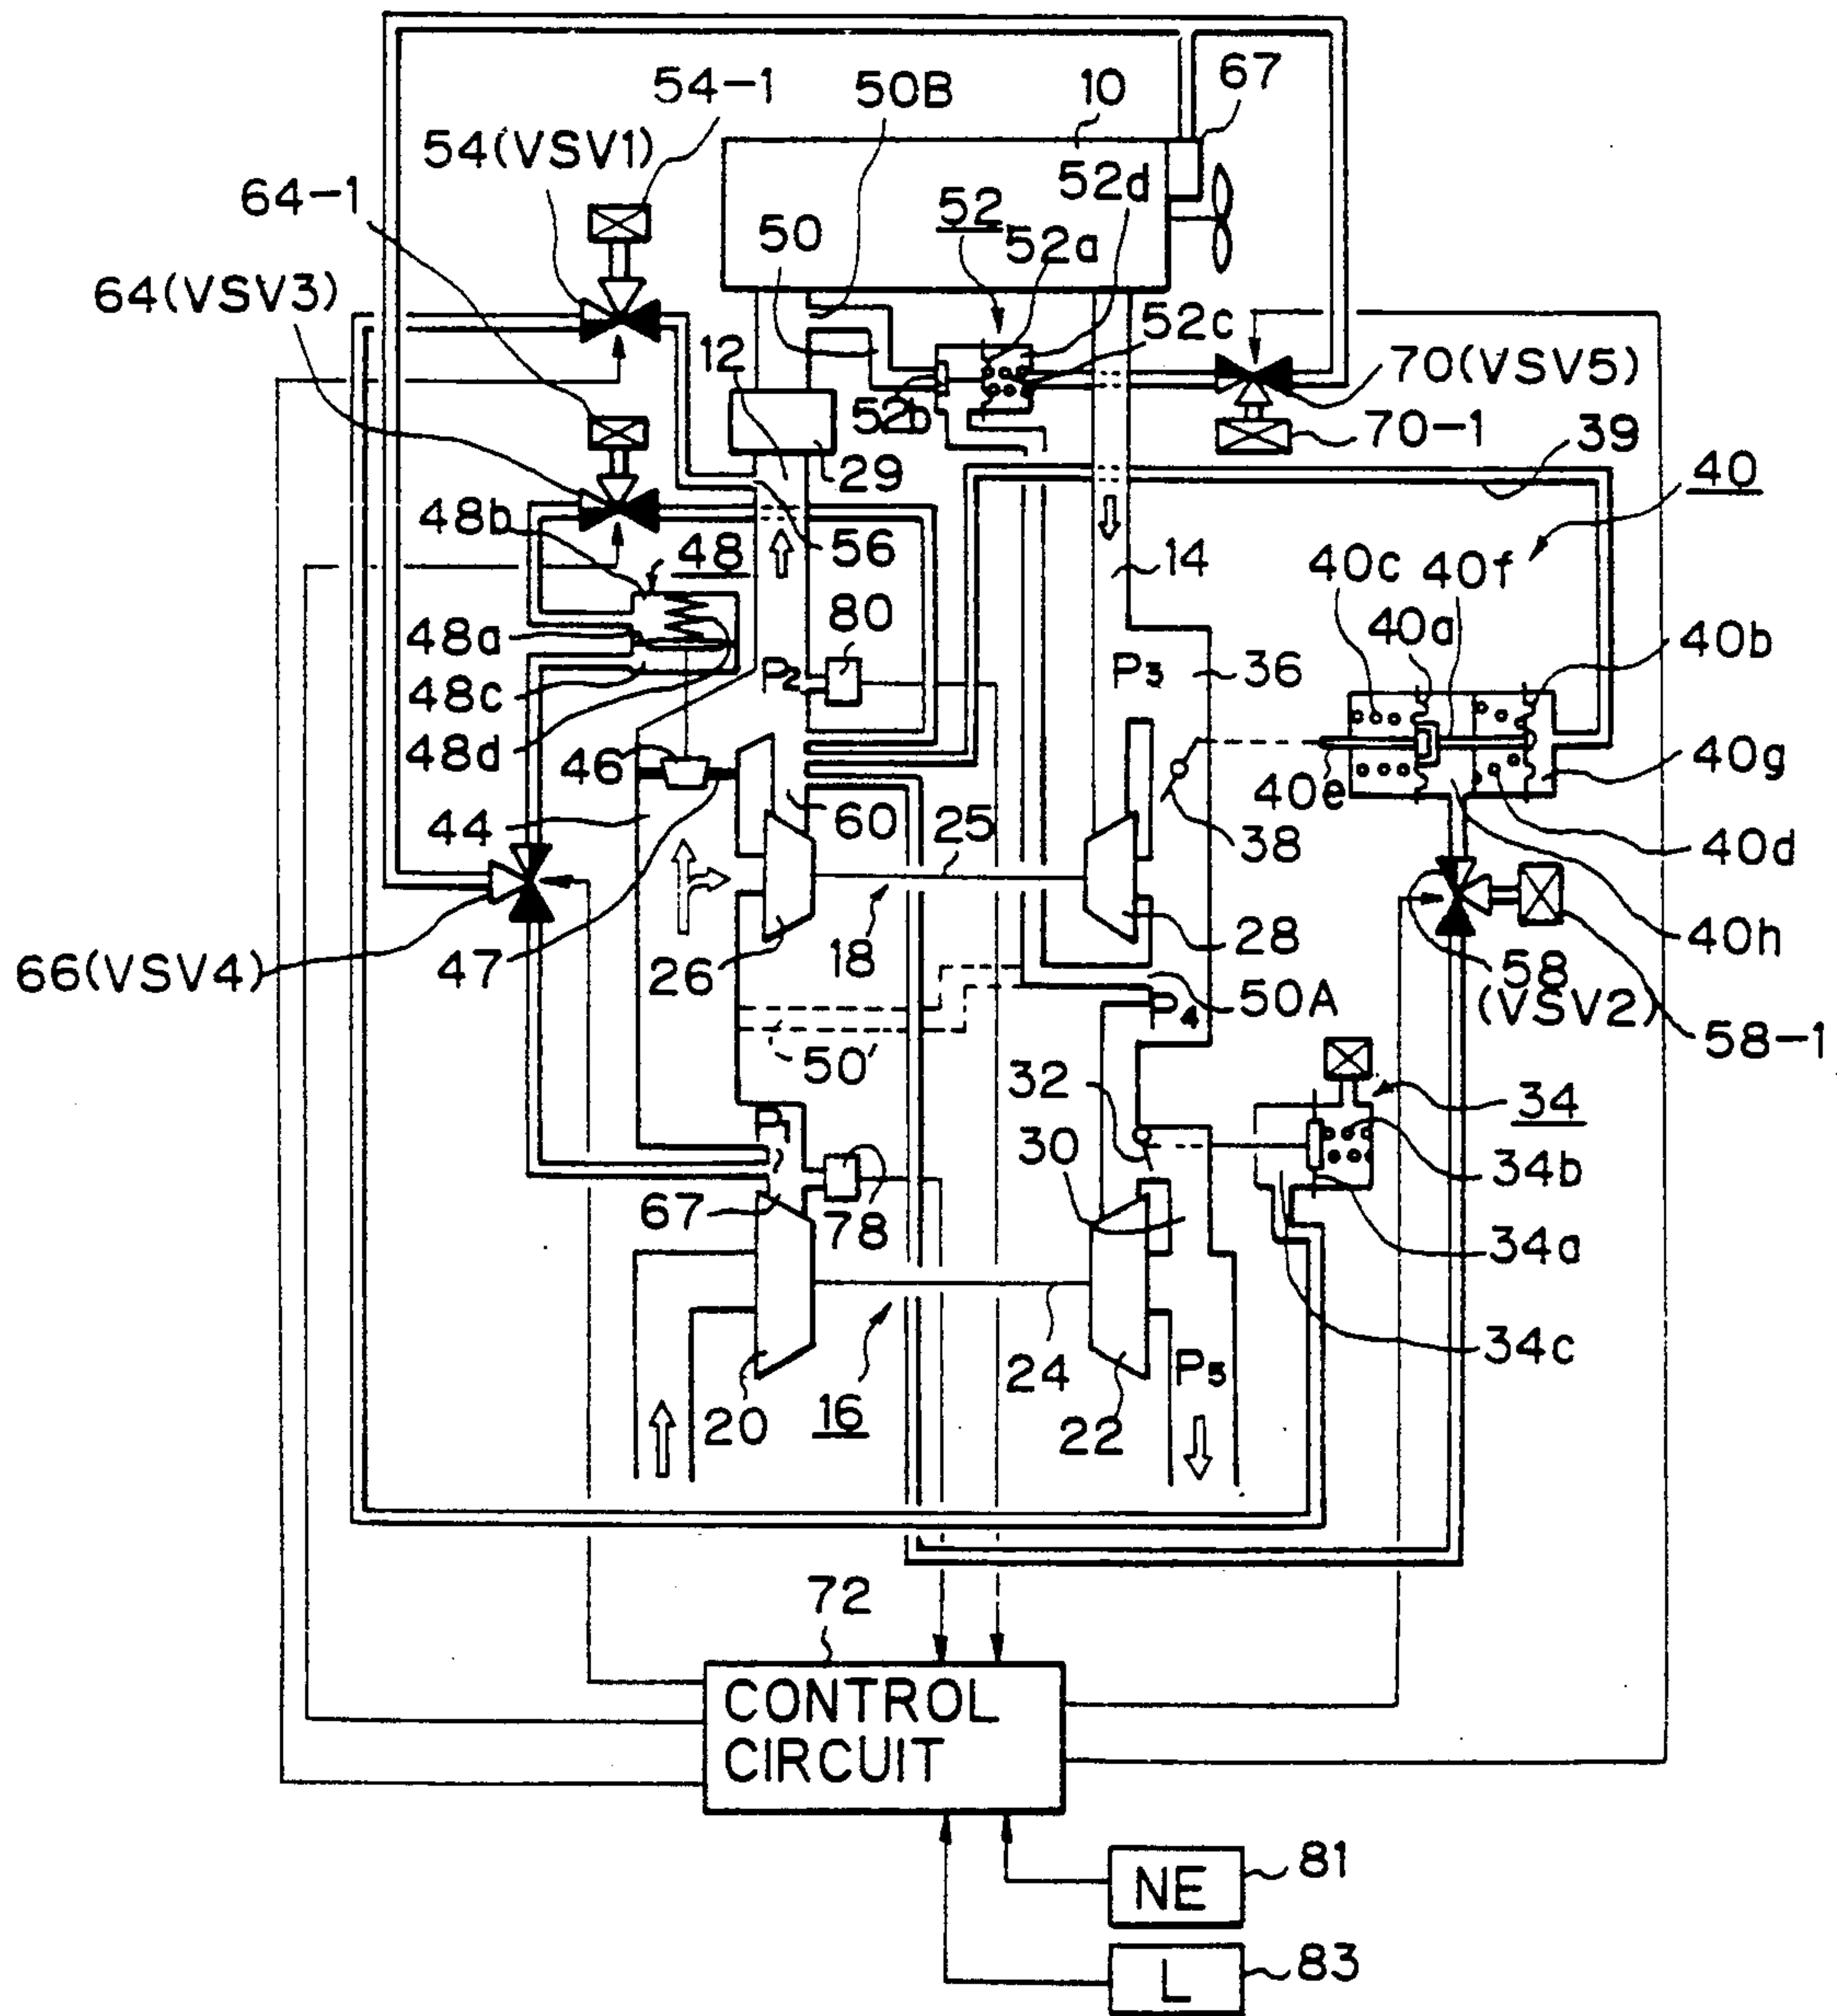 67
54-1
50B
10
54(VSV1)
52d
64-1
50
52
52a
64(VSV3)
52c
12
70(VSV5)
52b
70-1
39
29
40
48b
56
48
14
40c
40f
80
40a
48a
40b
P2
P3
36
48c
48d
46
40g
40e
44
60
25
38
40d
28
40h
66(VSV4)
47
26
18
58
(VSV2)
50A
P4
58-1
50'
32
34
P1
30
34b
67
78
34a
24
34c
P5
20
16
22
72
CONTROL
CIRCUIT
NE
81
L
83